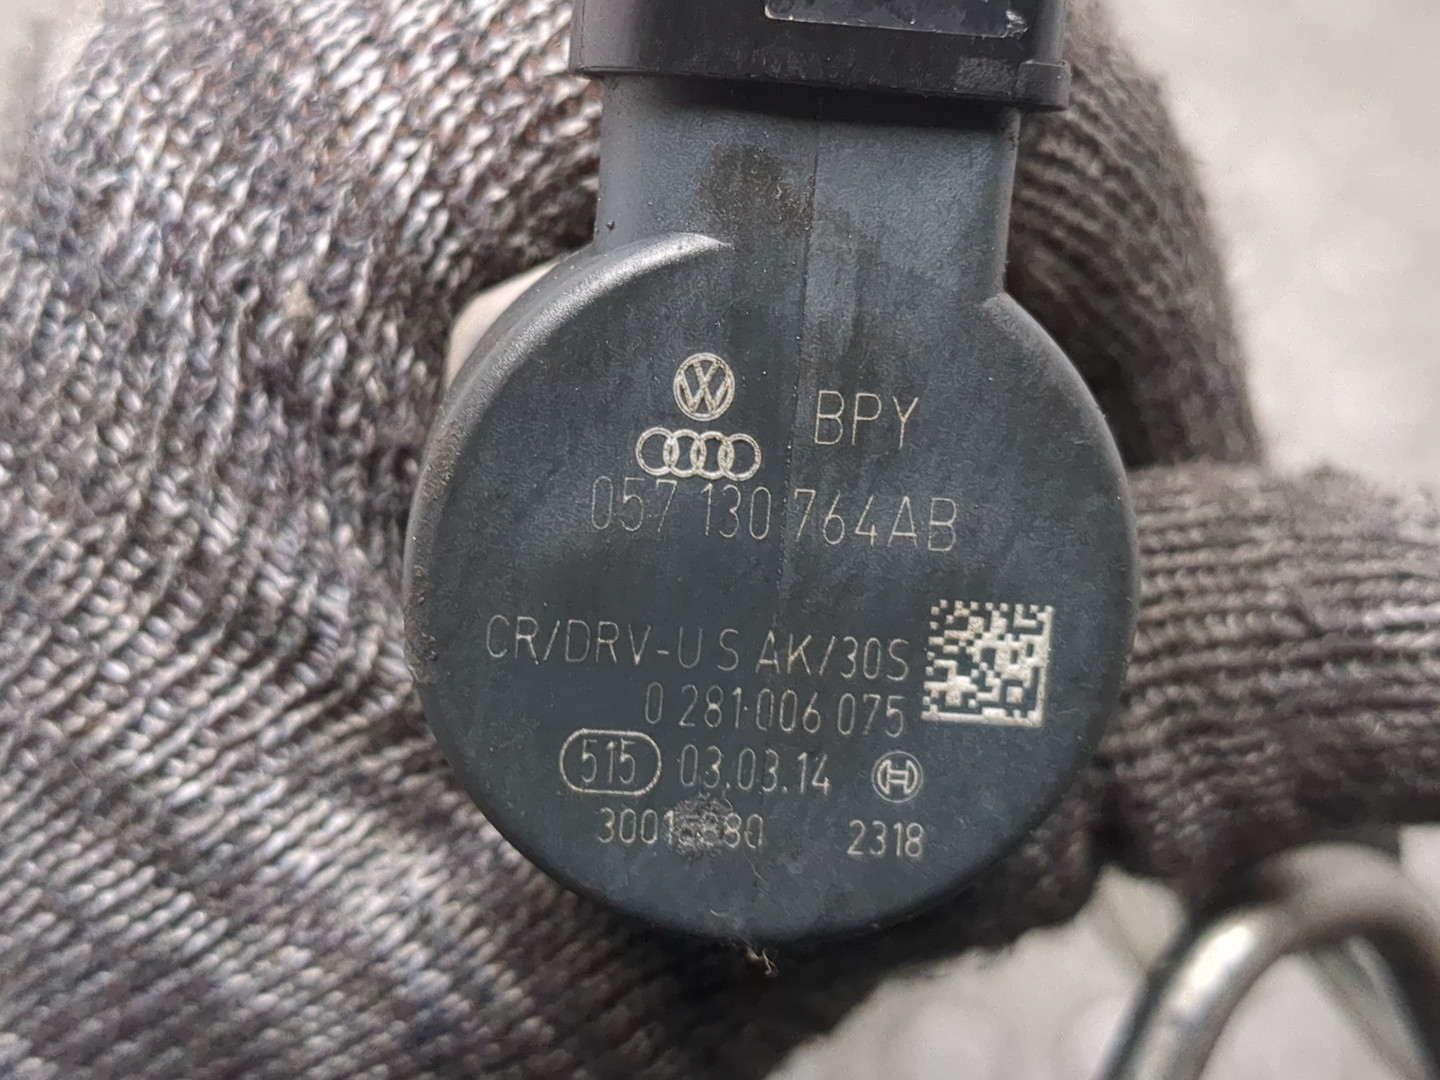 BPY
057 130 764AB
CR/DRV-U S AK/30S
0 281 006 075
515 03.03.14
2318